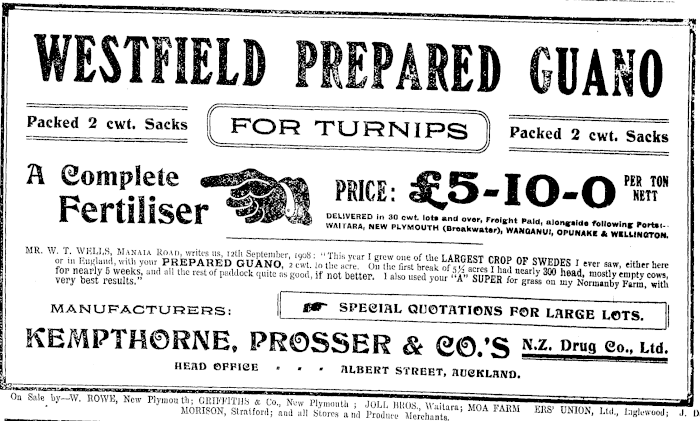 WESTFIELD PREPARED GUANO
Packed 2 cwt. Sacks
FOR TURNIPS
Packed 2 cwt. Sacks
A Complete
Fertiliser
PRICE: £5-10-0 PER TON
NETT
DELIVERED in 30 cwt. lots and over, Freight Paid, alongside following Ports:-
WAITARA, NEW PLYMOUTH (Breakwater), WANGANUI, OPUNAKE & WELLINGTON.
MR. W. T. WELLS, MANAIA ROAD, writes us, 12th September, 1908: "This year I grew one of the LARGEST CROP OF SWEDES I ever saw, either here
or in England, with your PREPARED GUANO, 2 cwt. to the acre. On the first break of 5½ acres I had nearly 300 head, mostly empty cows,
for nearly 5 weeks, and all the rest of paddock quite as good, if not better. I also used your "A" SUPER for grass on my Normanby Farm, with
very best results."
MANUFACTURERS:
SPECIAL QUOTATIONS FOR LARGE LOTS.
KEMPTHORNE, PROSSER & CO.'S N.Z. Drug Co., Ltd.
HEAD OFFICE - - - ALBERT STREET, AUCKLAND.
On Sale by—W. ROWE, New Plymouth; GRIFFITHS & Co., New Plymouth; JOLL BROS., Waitara; MOA FARM ERS' UNION, Ltd., Inglewood; J. D
MORISON, Stratford; and all Stores and Produce Merchants.